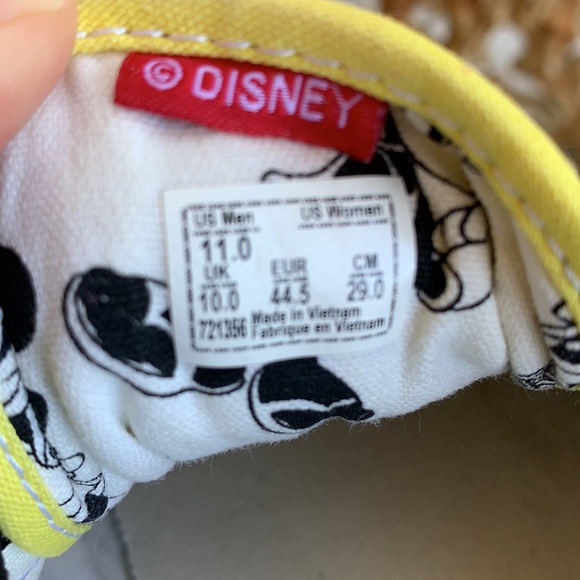 © DISNEY
US Men US Women
11.0
UK EUR CM
10.0 44.5 29.0
721356 Made in Vietnam
Fabrique en Vietnam